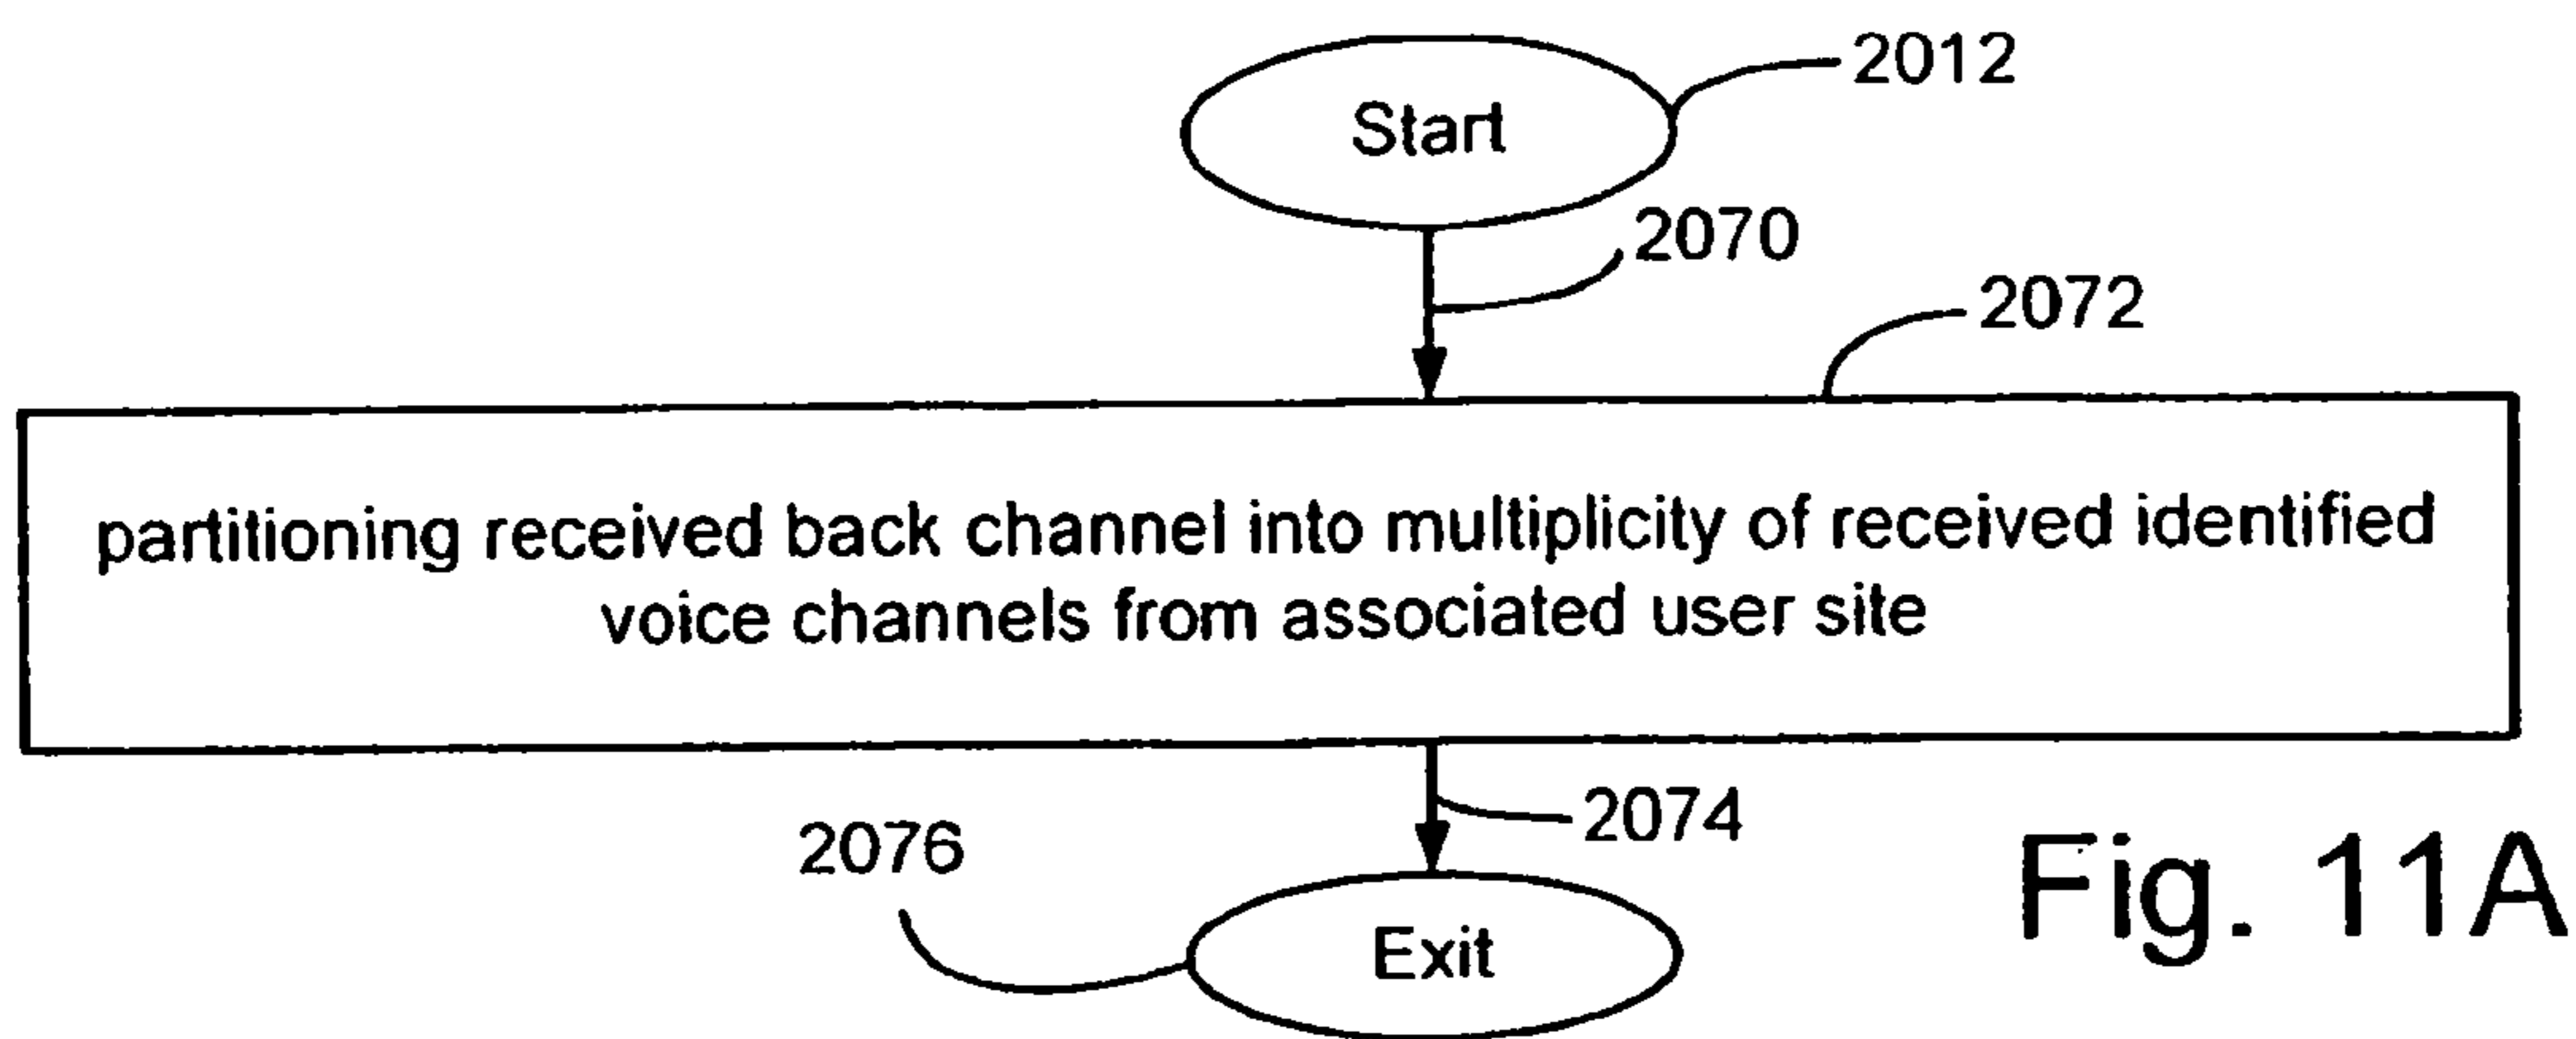 Start
2012
2070
2072
partitioning received back channel into multiplicity of received identified
voice channels from associated user site
2074
2076
Exit
Fig. 11A